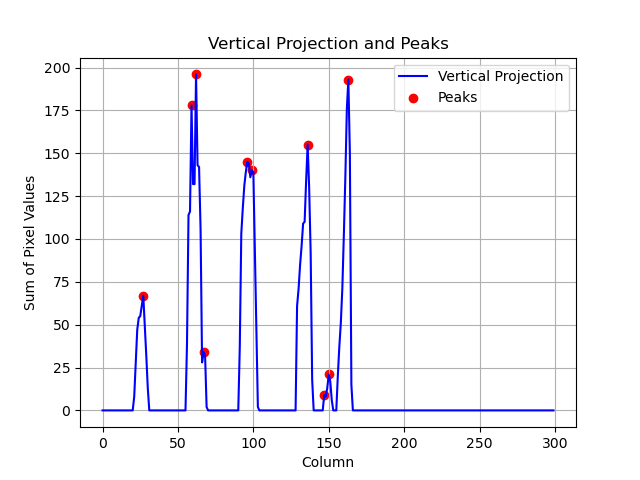 Vertical Projection and Peaks
200
175
150
125
100
75
50
25
0
Sum of Pixel Values
Vertical Projection
Peaks
0 50 100 150 200 250 300
Column